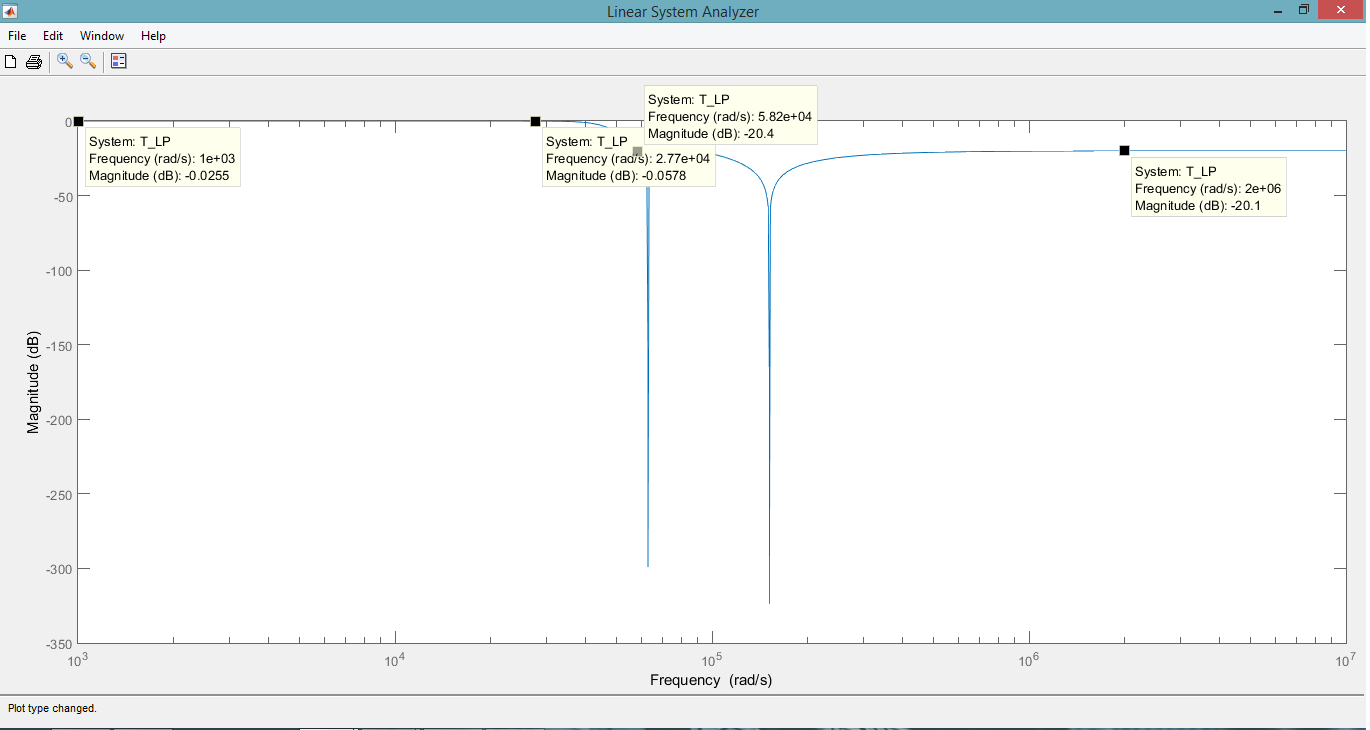 Linear System Analyzer
File Edit Window Help
System: T_LP
Frequency (rad/s): 5.82e+04
Magnitude (dB): -20.4
System: T_LP
Frequency (rad/s): 1e+03
Magnitude (dB): -0.0255
System: T_LP
Frequency (rad/s): 2.77e+04
Magnitude (dB): -0.0578
System: T_LP
Frequency (rad/s): 2e+06
Magnitude (dB): -20.1
Magnitude (dB)
0
-50
-100
-150
-200
-250
-300
-350
10^3 10^4 10^5 10^6 10^7
Frequency (rad/s)
Plot type changed.